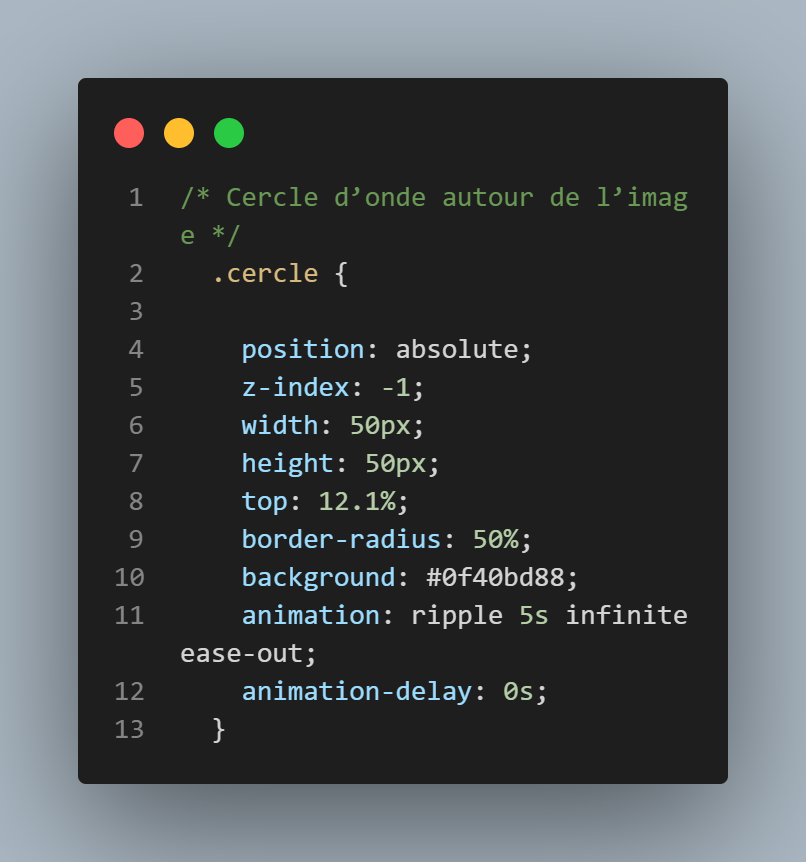 1 /* Cercle d’onde autour de l’imag
e */
2 .cercle {
3
4 position: absolute;
5 z-index: -1;
6 width: 50px;
7 height: 50px;
8 top: 12.1%;
9 border-radius: 50%;
10 background: #0f40bd88;
11 animation: ripple 5s infinite
ease-out;
12 animation-delay: 0s;
13 }